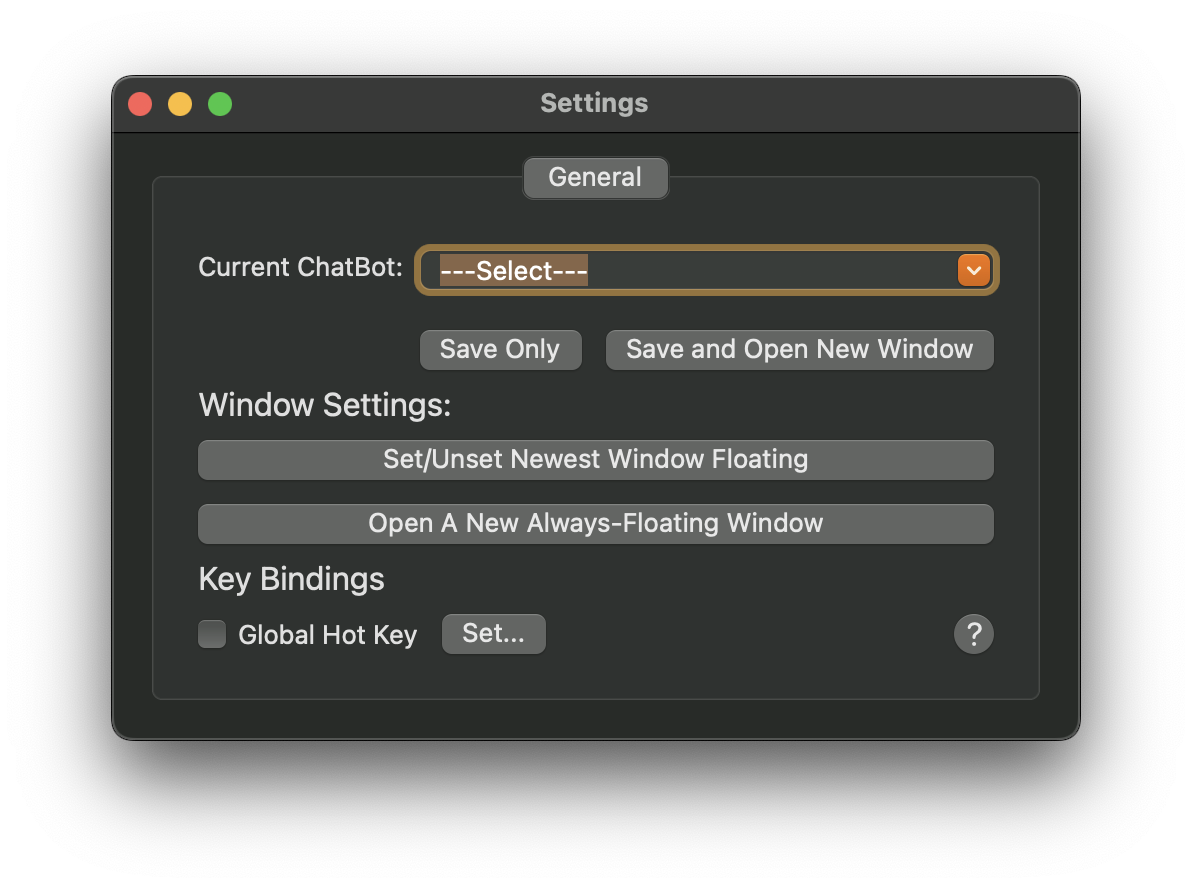 Settings
General
Current ChatBot: ---Select---
Save Only Save and Open New Window
Window Settings:
Set/Unset Newest Window Floating
Open A New Always-Floating Window
Key Bindings
Global Hot Key Set... ?